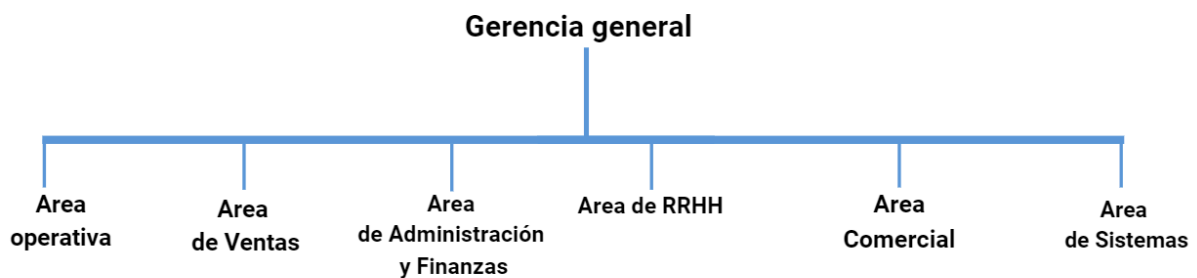 Gerencia general
Area
operativa
Area
de Ventas
Area
de Administración
y Finanzas
Area de RRHH
Area
Comercial
Area
de Sistemas